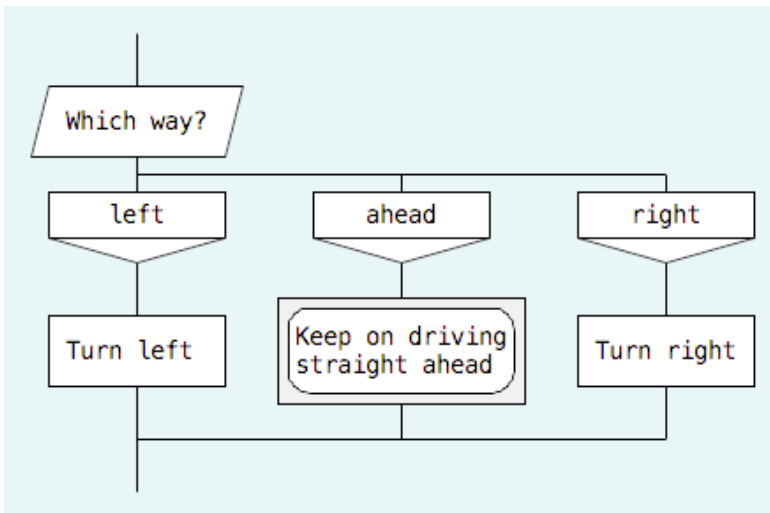 Which way?
left
ahead
right
Turn left
Keep on driving
straight ahead
Turn right